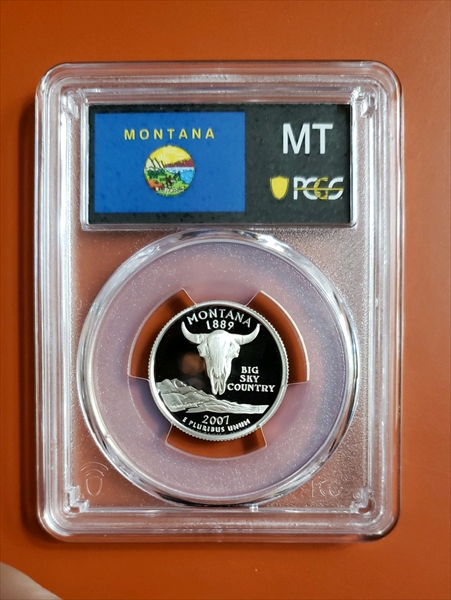 MONTANA
MT
PCGS
MONTANA
1889
BIG
SKY
COUNTRY
2007
E PLURIBUS UNUM